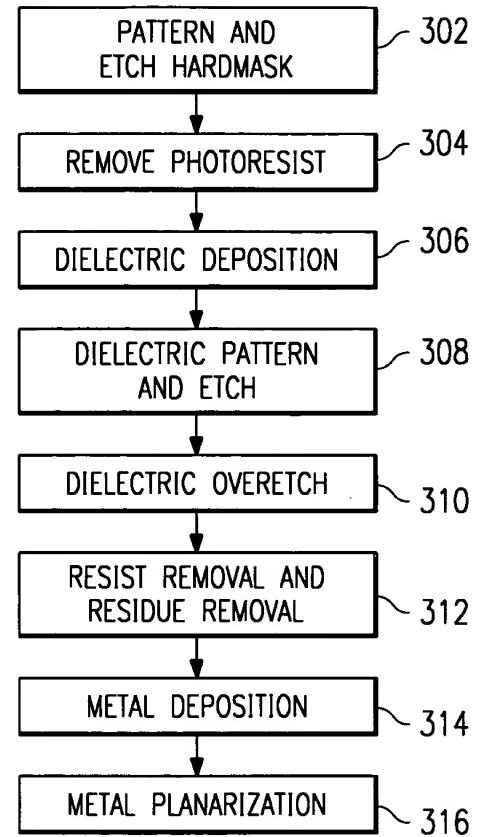 PATTERN AND
ETCH HARDMASK
302
REMOVE PHOTORESIST
304
DIELECTRIC DEPOSITION
306
DIELECTRIC PATTERN
AND ETCH
308
DIELECTRIC OVERETCH
310
RESIST REMOVAL AND
RESIDUE REMOVAL
312
METAL DEPOSITION
314
METAL PLANARIZATION
316